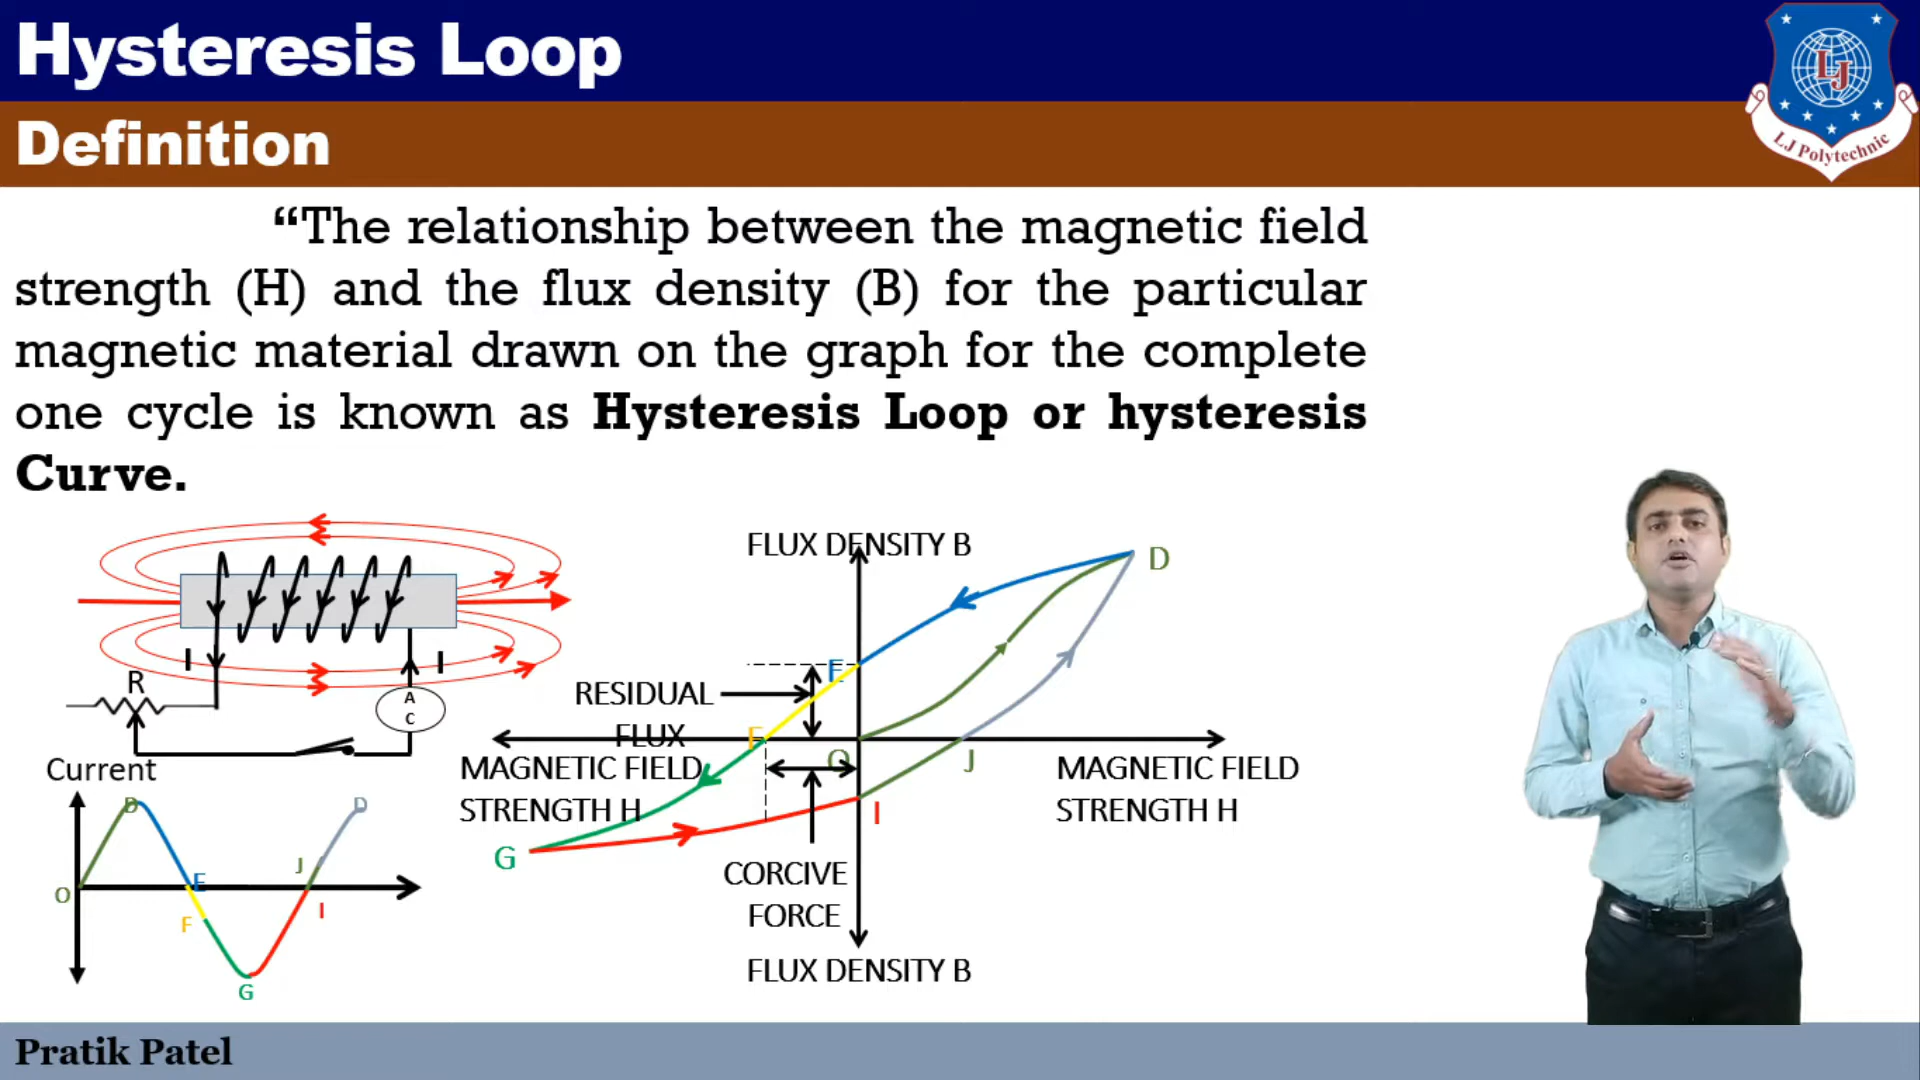 Hysteresis Loop
LJ
LJ Polytechnic
Definition
“The relationship between the magnetic field
strength (H) and the flux density (B) for the particular
magnetic material drawn on the graph for the complete
one cycle is known as Hysteresis Loop or hysteresis
Curve.
FLUX DENSITY B
D
I
I
R
A
C
E
RESIDUAL
FLUX
F
O
J
MAGNETIC FIELD
STRENGTH H
MAGNETIC FIELD
STRENGTH H
I
G
CORCIVE
FORCE
FLUX DENSITY B
Current
D
D
J
E
O
I
F
G
Pratik Patel